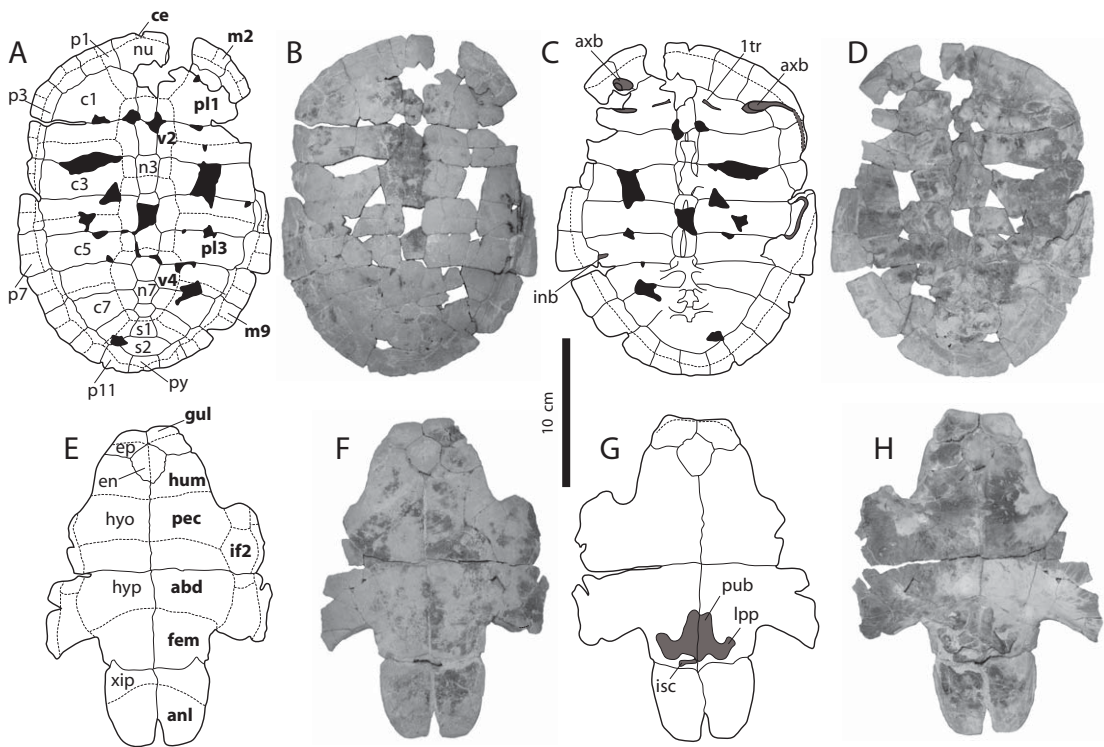 A
B
C
D
ce
p1
nu
m2
p3
c1
pl1
v2
n3
c3
c5
pl3
p7
v4
n7
c7
s1
s2
m9
p11
py
axb
1tr
axb
inb
10 cm
E
F
G
H
gul
ep
en
hum
hyo
pec
if2
hyp
abd
fem
xip
anl
pub
lpp
isc